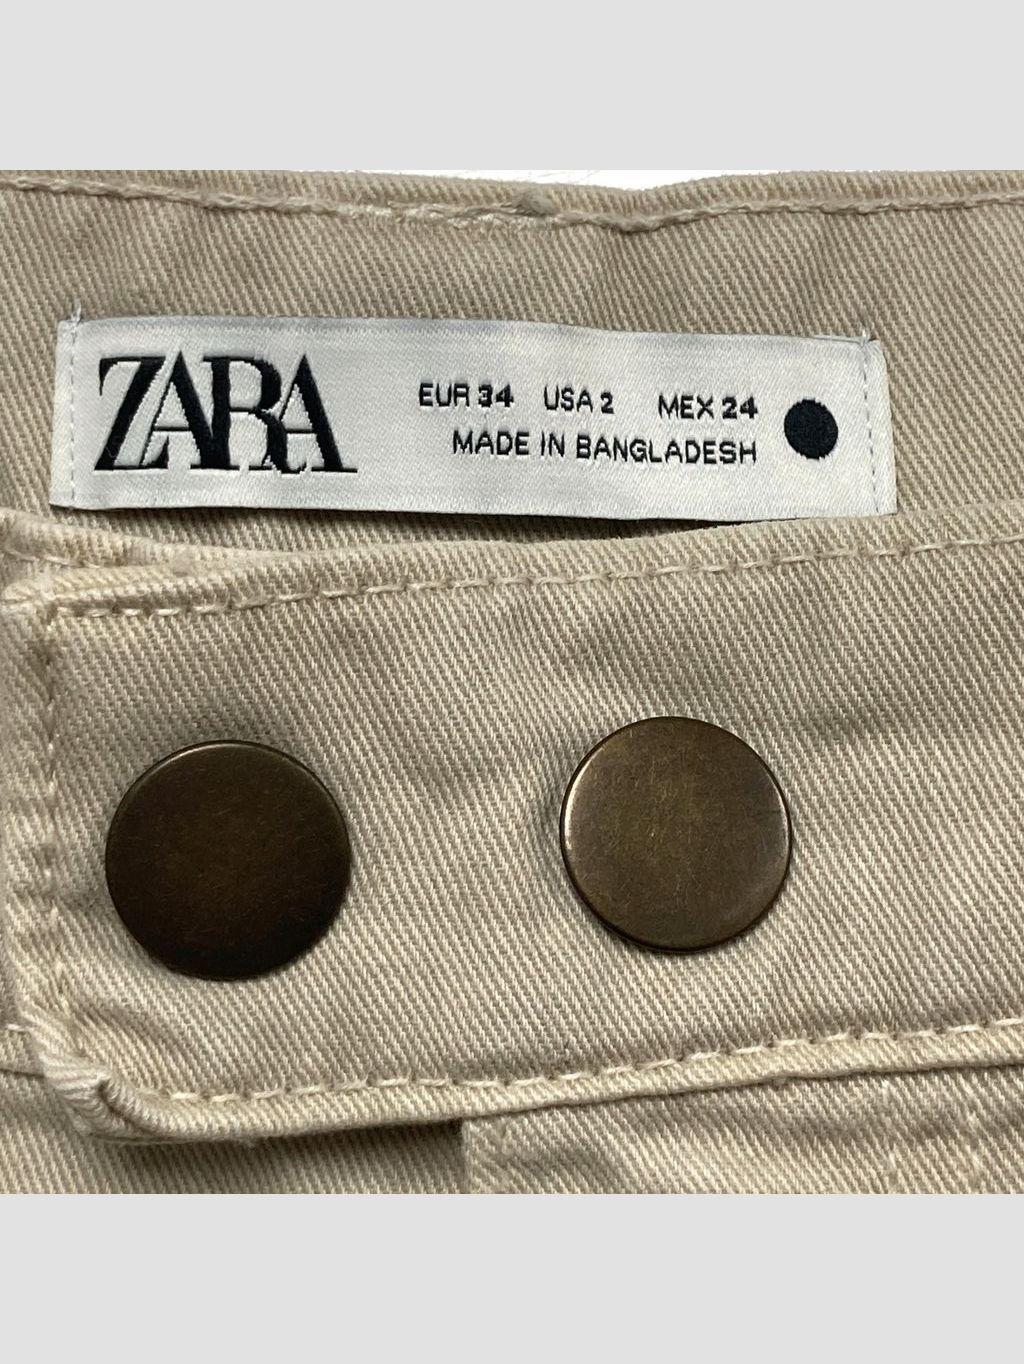 ZARA
EUR 34 USA 2 MEX 24
MADE IN BANGLADESH